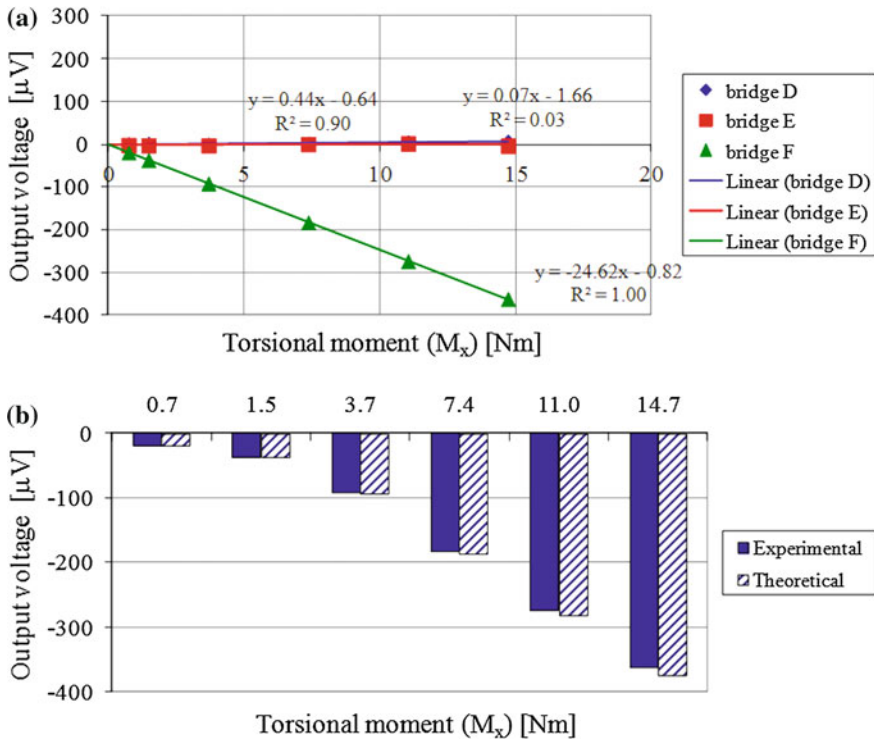 (a)
300
200
100
0
-100
-200
-300
-400
Output voltage [μV]
y = 0.44x - 0.64
R² = 0.90
y = 0.07x - 1.66
R² = 0.03
0 5 10 15 20
y = -24.62x - 0.82
R² = 1.00
Torsional moment (Mx) [Nm]
bridge D
bridge E
bridge F
Linear (bridge D)
Linear (bridge E)
Linear (bridge F)
(b)
0.7 1.5 3.7 7.4 11.0 14.7
0
-100
-200
-300
-400
Output voltage [μV]
Torsional moment (Mx) [Nm]
Experimental
Theoretical